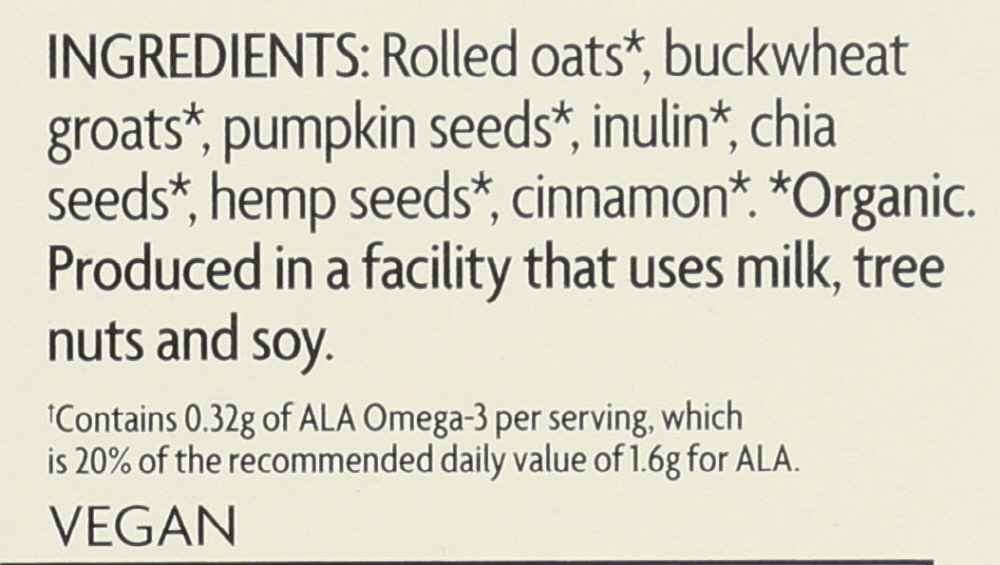 INGREDIENTS: Rolled oats*, buckwheat
groats*, pumpkin seeds*, inulin*, chia
seeds*, hemp seeds*, cinnamon*. *Organic.
Produced in a facility that uses milk, tree
nuts and soy.
†Contains 0.32g of ALA Omega-3 per serving, which
is 20% of the recommended daily value of 1.6g for ALA.
VEGAN